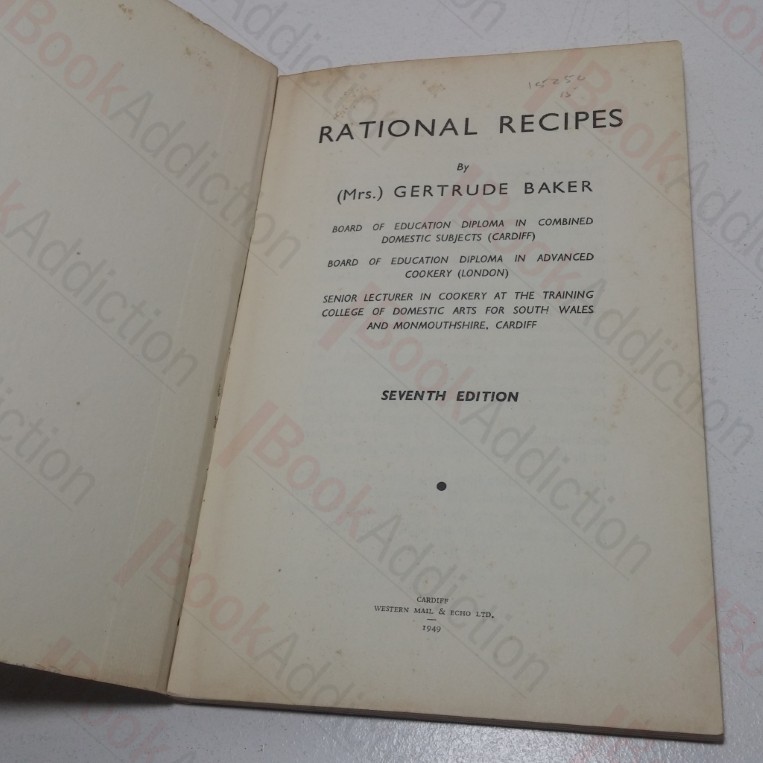 RATIONAL RECIPES
By
(Mrs.) GERTRUDE BAKER
BOARD OF EDUCATION DIPLOMA IN COMBINED
DOMESTIC SUBJECTS (CARDIFF)
BOARD OF EDUCATION DIPLOMA IN ADVANCED
COOKERY (LONDON)
SENIOR LECTURER IN COOKERY AT THE TRAINING
COLLEGE OF DOMESTIC ARTS FOR SOUTH WALES
AND MONMOUTHSHIRE, CARDIFF
SEVENTH EDITION
CARDIFF
WESTERN MAIL & ECHO LTD.
1949
BookAddiction